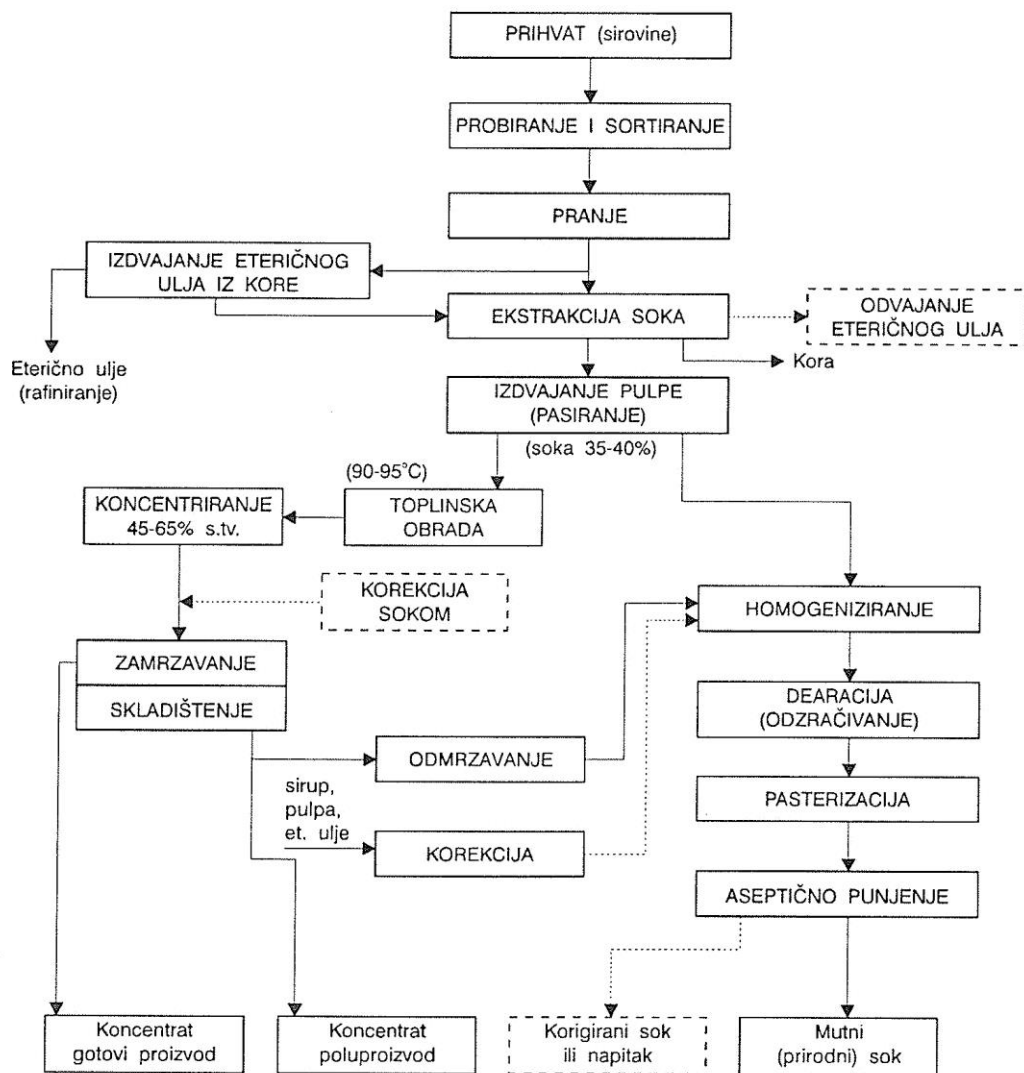 PRIHVAT (sirovine)
PROBIRANJE I SORTIRANJE
PRANJE
IZDVAJANJE ETERIČNOG
ULJA IZ KORE
EKSTRAKCIJA SOKA
ODVAJANJE
ETERIČNOG ULJA
Eterično ulje
(rafiniranje)
Kora
IZDVAJANJE PULPE
(PASIRANJE)
(soka 35-40%)
(90-95°C)
KONCENTRIRANJE
45-65% s.tv.
TOPLINSKA
OBRADA
KOREKCIJA
SOKOM
HOMOGENIZIRANJE
ZAMRZAVANJE
SKLADIŠTENJE
DEARACIJA
(ODZRAČIVANJE)
ODMRZAVANJE
PASTERIZACIJA
sirup,
pulpa,
et. ulje
KOREKCIJA
ASEPTIČNO PUNJENJE
Koncentrat
gotovi proizvod
Koncentrat
poluproizvod
Korigirani sok
ili napitak
Mutni
(prirodni) sok